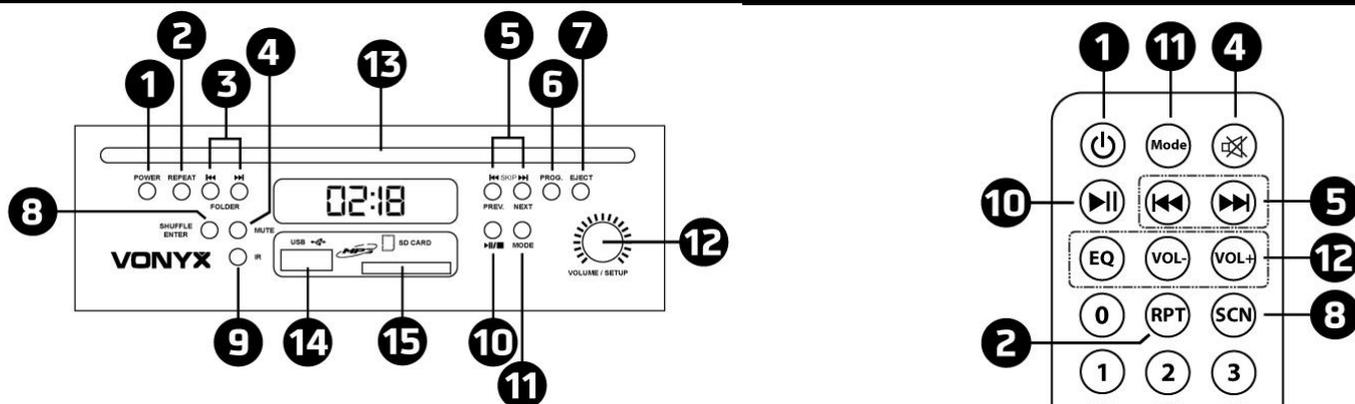 1 11 4
2 4 5 7
13
1 3 6
POWER REPEAT SKIP PROG. EJECT
02:18
FOLDER PREV. NEXT
8 SHUFFLE MUTE
ENTER
USB MP3 SD CARD
MODE
12
VONYX IR
VOLUME / SETUP
9 14 15 10
11
Mode
10 5
EQ VOL- VOL+ 12
0 RPT SCN 8
2
1 2 3